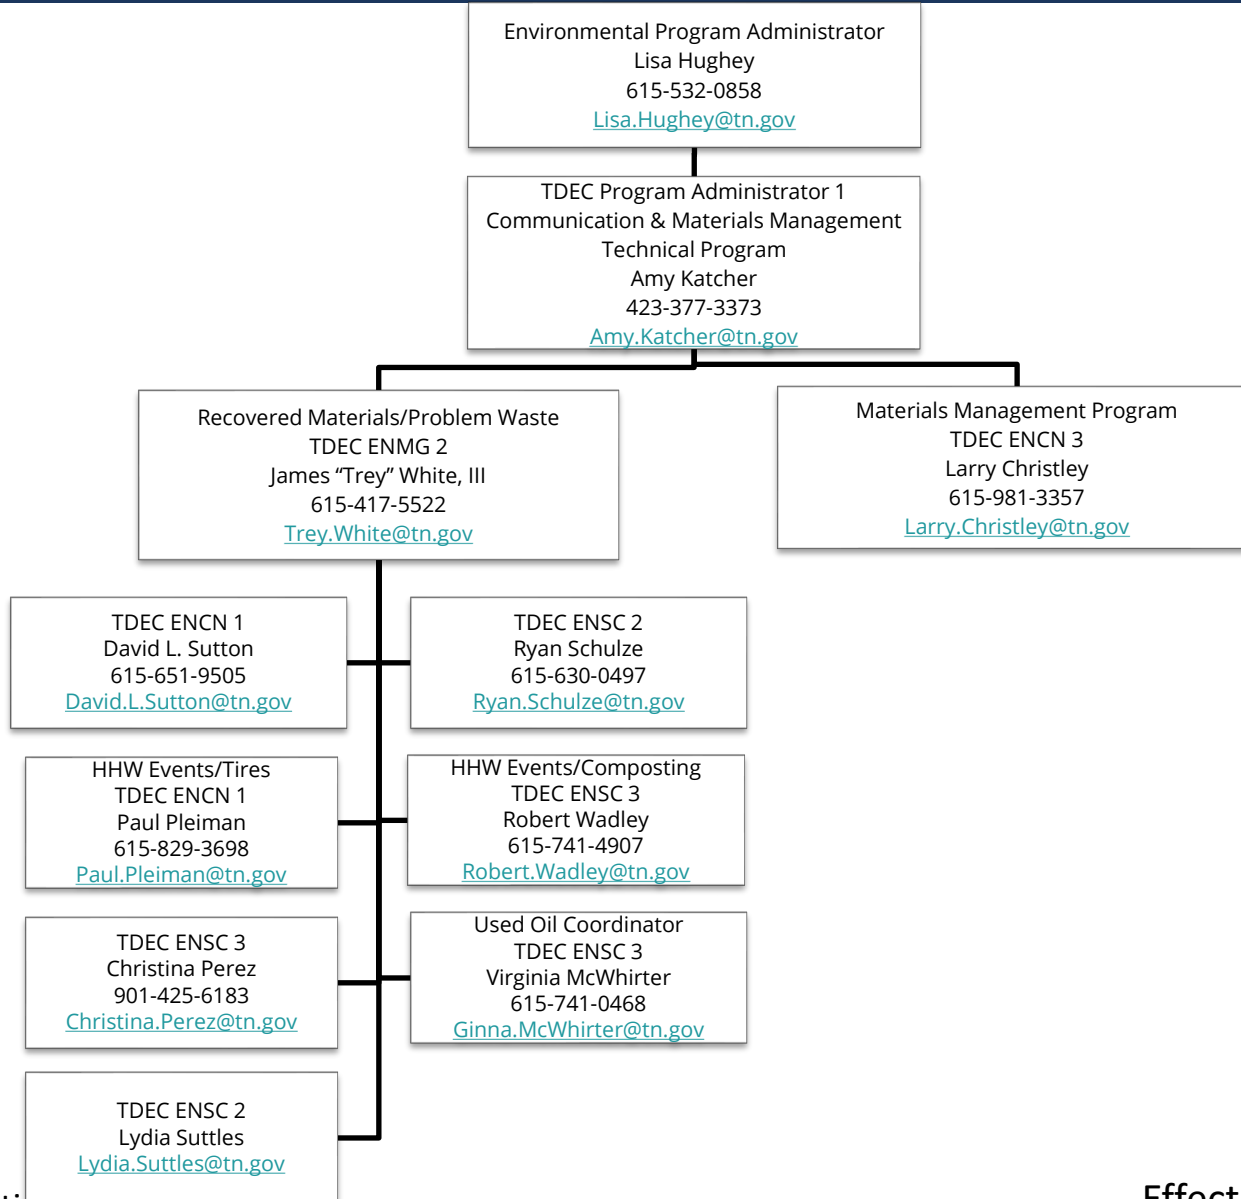 Environmental Program Administrator
Lisa Hughey
615-532-0858
Lisa.Hughey@tn.gov
TDEC Program Administrator 1
Communication & Materials Management
Technical Program
Amy Katcher
423-377-3373
Amy.Katcher@tn.gov
Recovered Materials/Problem Waste
TDEC ENMG 2
James “Trey” White, III
615-417-5522
Trey.White@tn.gov
Materials Management Program
TDEC ENCN 3
Larry Christley
615-981-3357
Larry.Christley@tn.gov
TDEC ENCN 1
David L. Sutton
615-651-9505
David.L.Sutton@tn.gov
TDEC ENSC 2
Ryan Schulze
615-630-0497
Ryan.Schulze@tn.gov
HHW Events/Tires
TDEC ENCN 1
Paul Pleiman
615-829-3698
Paul.Pleiman@tn.gov
HHW Events/Composting
TDEC ENSC 3
Robert Wadley
615-741-4907
Robert.Wadley@tn.gov
TDEC ENSC 3
Christina Perez
901-425-6183
Christina.Perez@tn.gov
Used Oil Coordinator
TDEC ENSC 3
Virginia McWhirter
615-741-0468
Ginna.McWhirter@tn.gov
TDEC ENSC 2
Lydia Suttles
Lydia.Suttles@tn.gov